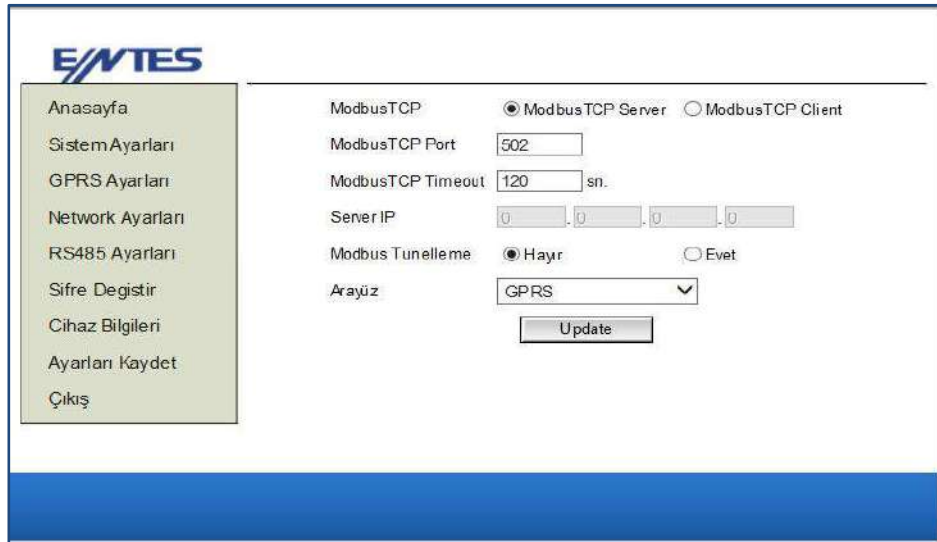 ENTES
Anasayfa
Sistem Ayarları
GPRS Ayarları
Network Ayarları
RS485 Ayarları
Sifre Degistir
Cihaz Bilgileri
Ayarları Kaydet
Çıkış
ModbusTCP ModbusTCP Server ModbusTCP Client
ModbusTCP Port 502
ModbusTCP Timeout 120 sn.
Server IP 0 . 0 . 0 . 0
Modbus Tunelleme Hayır Evet
Arayüz GPRS
Update